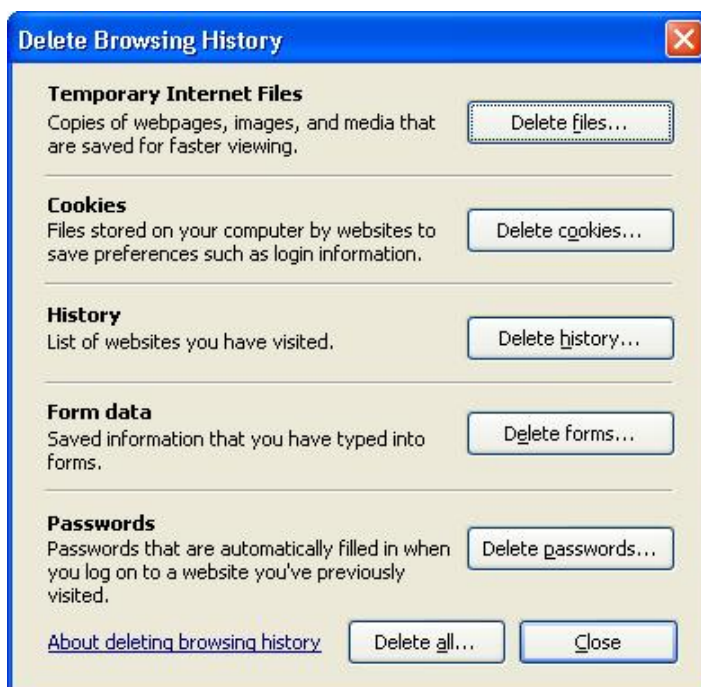 Delete Browsing History
Temporary Internet Files
Copies of webpages, images, and media that
are saved for faster viewing.
Delete files...
Cookies
Files stored on your computer by websites to
save preferences such as login information.
Delete cookies...
History
List of websites you have visited.
Delete history...
Form data
Saved information that you have typed into
forms.
Delete forms...
Passwords
Passwords that are automatically filled in when
you log on to a website you've previously
visited.
Delete passwords...
About deleting browsing history
Delete all...
Close